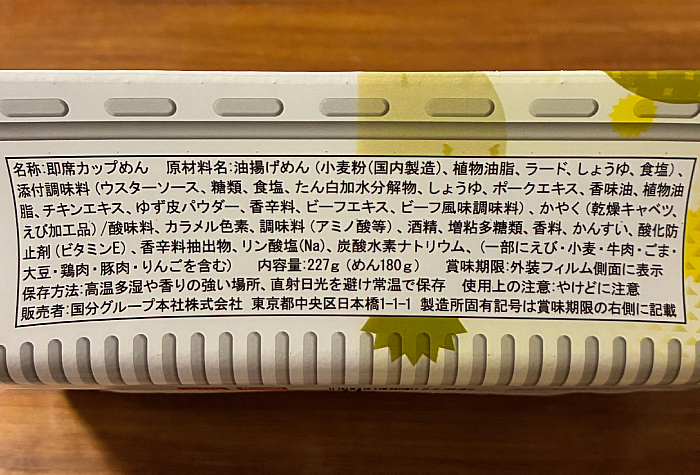 名称:即席カップめん　原材料名:油揚げめん（小麦粉(国内製造)、植物油脂、ラード、しょうゆ、食塩）、
添付調味料（ウスターソース、糖類、食塩、たん白加水分解物、しょうゆ、ポークエキス、香味油、植物油
脂、チキンエキス、ゆず皮パウダー、香辛料、ビーフエキス、ビーフ風味調味料）、かやく（乾燥キャベツ、
えび加工品）/酸味料、カラメル色素、調味料（アミノ酸等）、酒精、増粘多糖類、香料、かんすい、酸化防
止剤（ビタミンE）、香辛料抽出物、リン酸塩(Na)、炭酸水素ナトリウム、（一部にえび・小麦・牛肉・ごま・
大豆・鶏肉・豚肉・りんごを含む）　内容量:227g（めん180g）　賞味期限:外装フィルム側面に表示
保存方法:高温多湿や香りの強い場所、直射日光を避け常温で保存　使用上の注意:やけどに注意
販売者:国分グループ本社株式会社 東京都中央区日本橋1-1-1 製造所固有記号は賞味期限の右側に記載